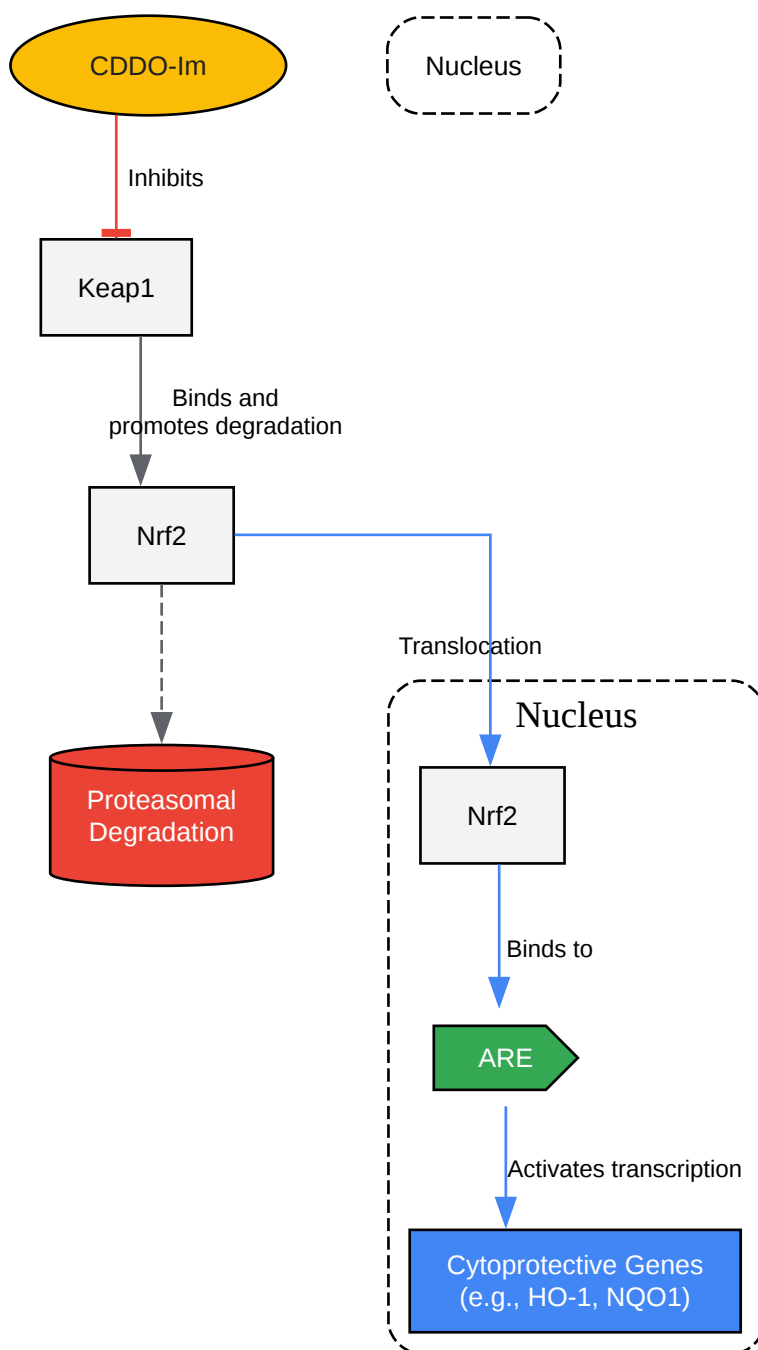 CDDO-Im
Nucleus
Inhibits
Keap1
Binds and
promotes degradation
Nrf2
Translocation
Nucleus
Proteasomal
Degradation
Nrf2
Binds to
ARE
Activates transcription
Cytoprotective Genes
(e.g., HO-1, NQO1)